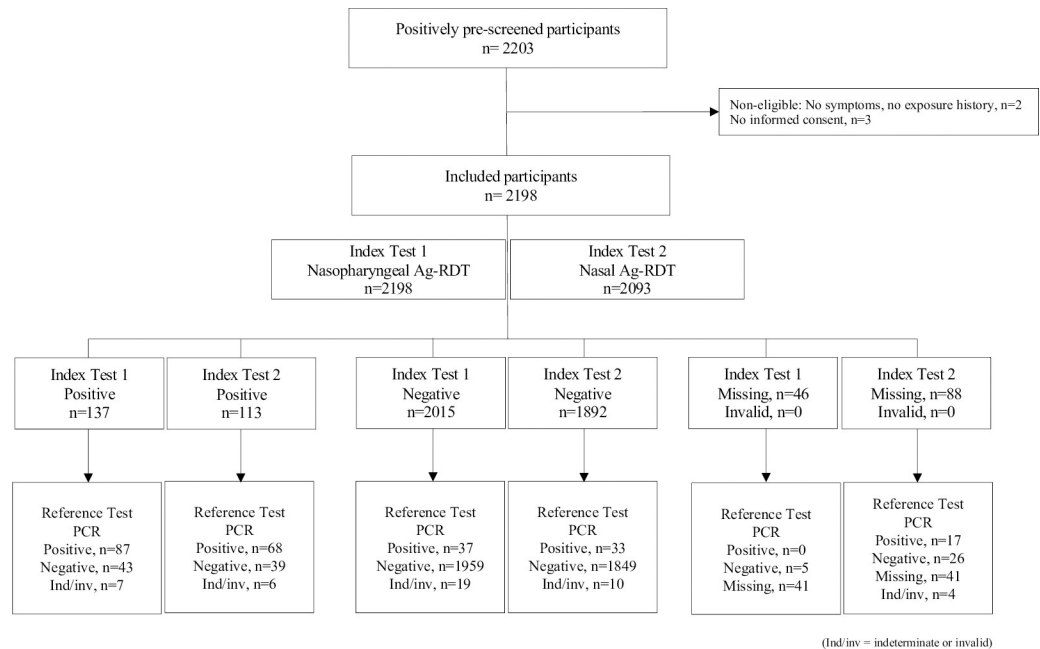 Positively pre-screened participants
n= 2203
Non-eligible: No symptoms, no exposure history, n=2
No informed consent, n=3
Included participants
n= 2198
Index Test 1
Nasopharyngeal Ag-RDT
n=2198
Index Test 2
Nasal Ag-RDT
n=2093
Index Test 1
Positive
n=137
Index Test 2
Positive
n=113
Index Test 1
Negative
n=2015
Index Test 2
Negative
n=1892
Index Test 1
Missing, n=46
Invalid, n=0
Index Test 2
Missing, n=88
Invalid, n=0
Reference Test
PCR
Positive, n=87
Negative, n=43
Ind/inv, n=7
Reference Test
PCR
Positive, n=68
Negative, n=39
Ind/inv, n=6
Reference Test
PCR
Positive, n=37
Negative, n=1959
Ind/inv, n=19
Reference Test
PCR
Positive, n=33
Negative, n=1849
Ind/inv, n=10
Reference Test
PCR
Positive, n=0
Negative, n=5
Missing, n=41
Reference Test
PCR
Positive, n=17
Negative, n=26
Missing, n=41
Ind/inv, n=4
(Ind/inv = indeterminate or invalid)